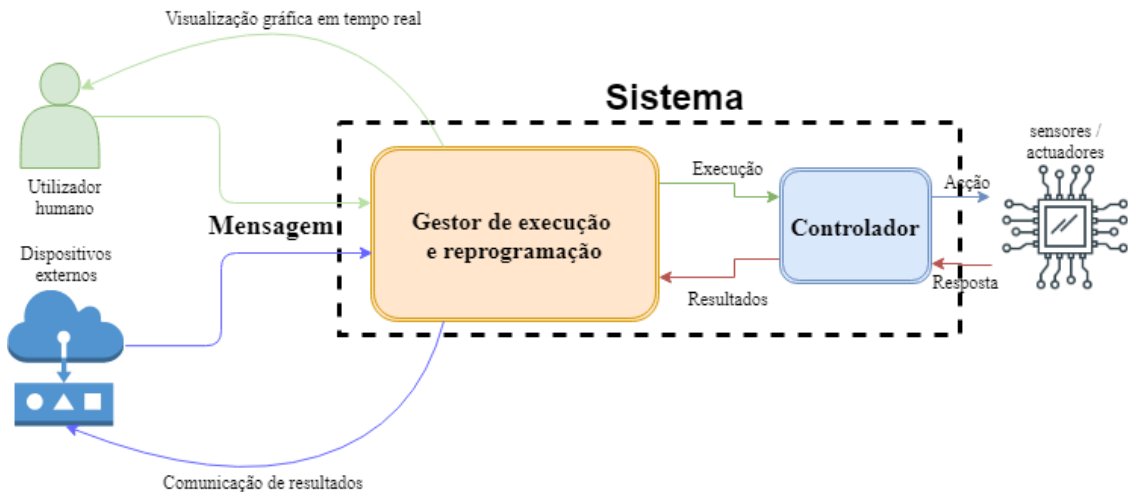 Visualização gráfica em tempo real
Sistema
Utilizador
humano
Mensagem
Dispositivos
externos
Gestor de execução
e reprogramação
Execução
Resultados
Controlador
Acção
Resposta
sensores /
actuadores
Comunicação de resultados